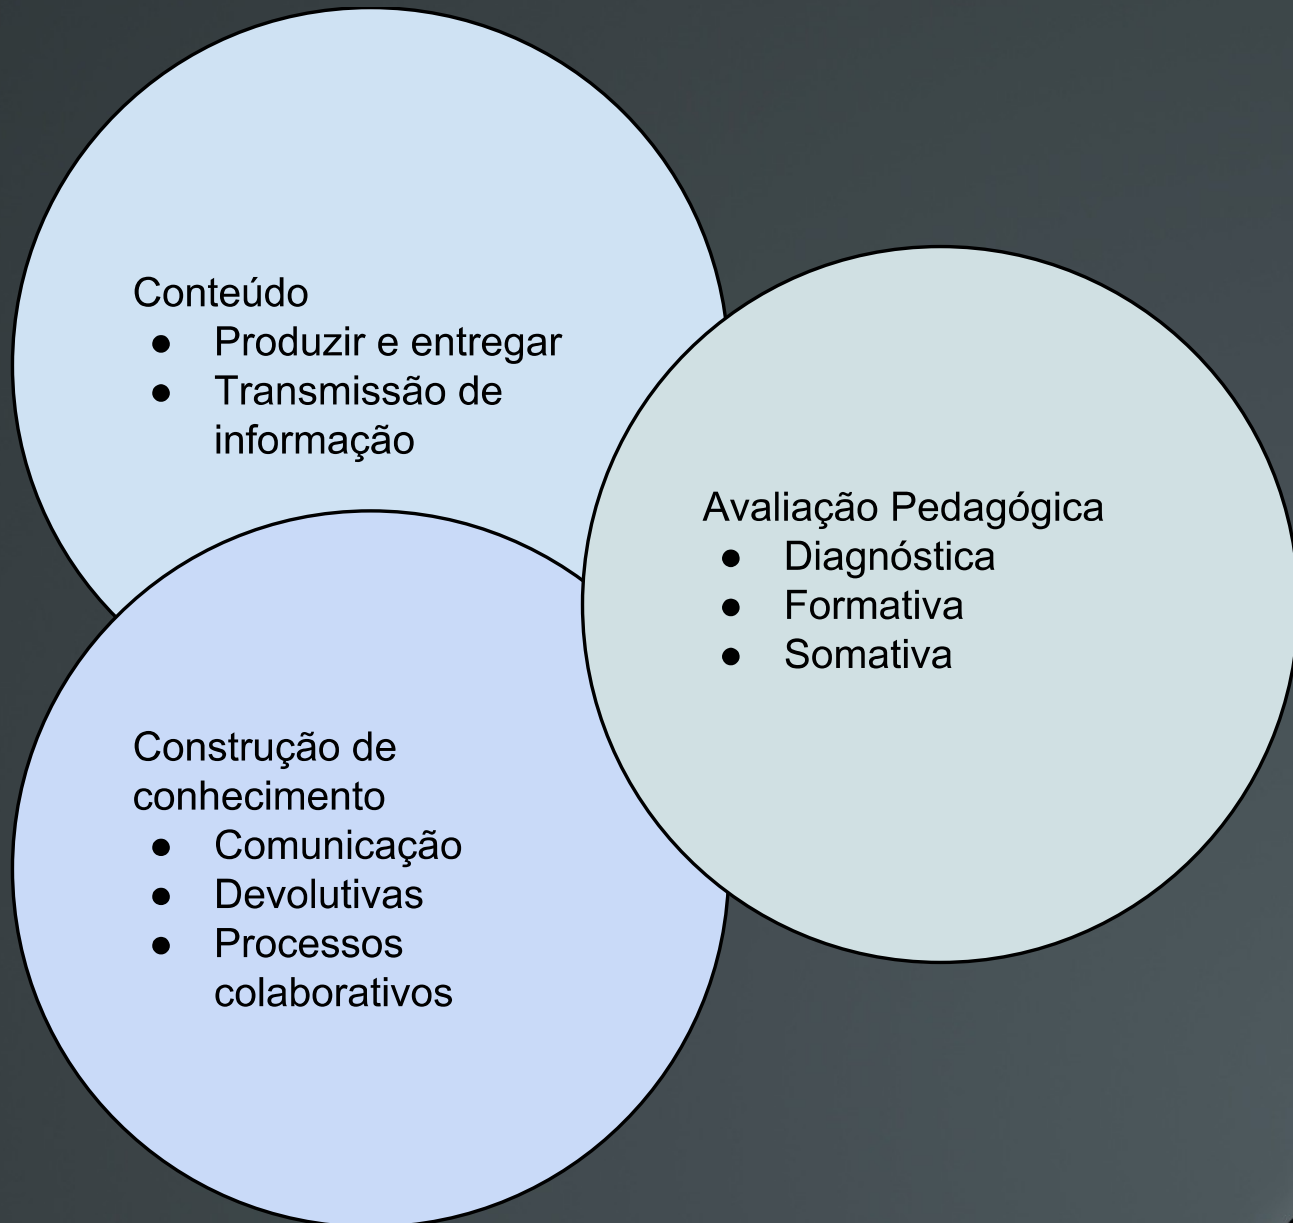 Conteúdo
● Produzir e entregar
● Transmissão de
informação
Avaliação Pedagógica
● Diagnóstica
● Formativa
● Somativa
Construção de
conhecimento
● Comunicação
● Devolutivas
● Processos
colaborativos